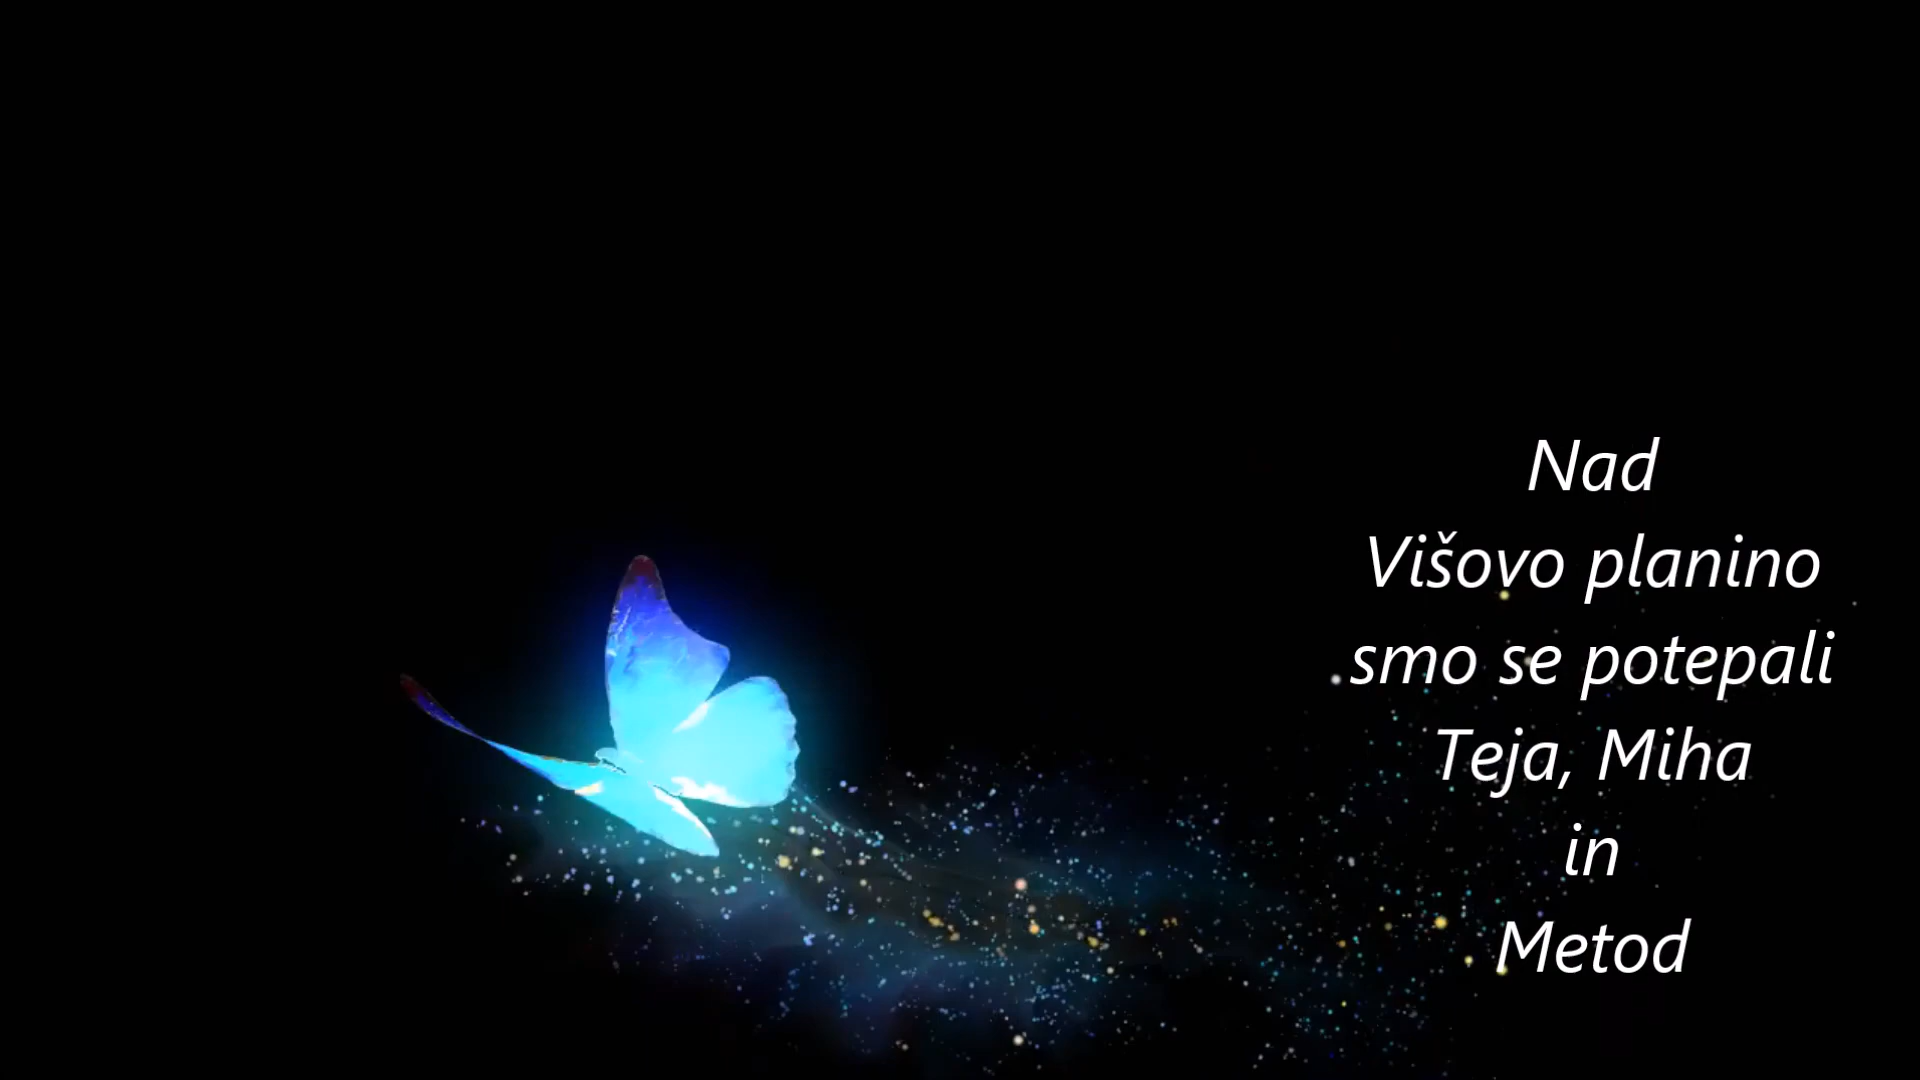 Nad
Višovo planino
smo se potepali
Teja, Miha
in
Metod